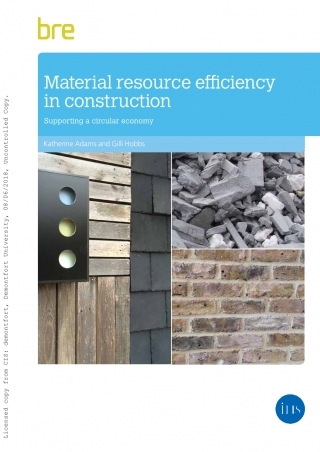 bre
Material resource efficiency
in construction
Supporting a circular economy
Katherine Adams and Gilli Hobbs
ihs
Licensed copy from CIS: demontfort, Demontfort University, 08/06/2018, Uncontrolled Copy.